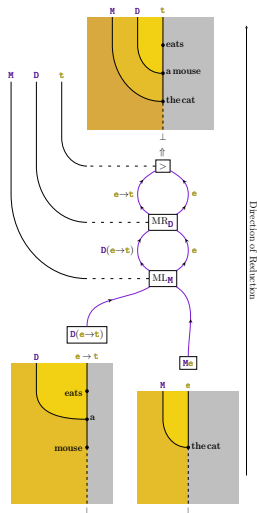 M D t
eats
a mouse
the cat
⊥
⇑
M D t
>
e→t e
MR_D
D(e→t) e
ML_M
D(e→t)
Me
D e→t
eats
a
mouse
⊥
M e
the cat
⊥
Direction of Reduction